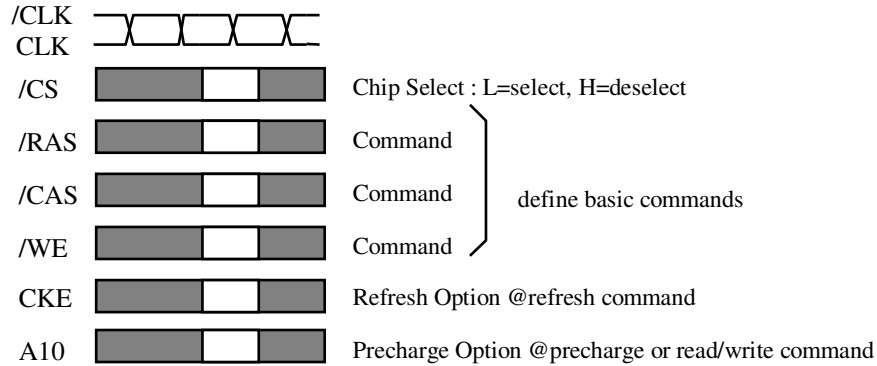 /CLK
CLK
/CS Chip Select : L=select, H=deselect
/RAS Command
/CAS Command
define basic commands
/WE Command
CKE Refresh Option @refresh command
A10 Precharge Option @precharge or read/write command